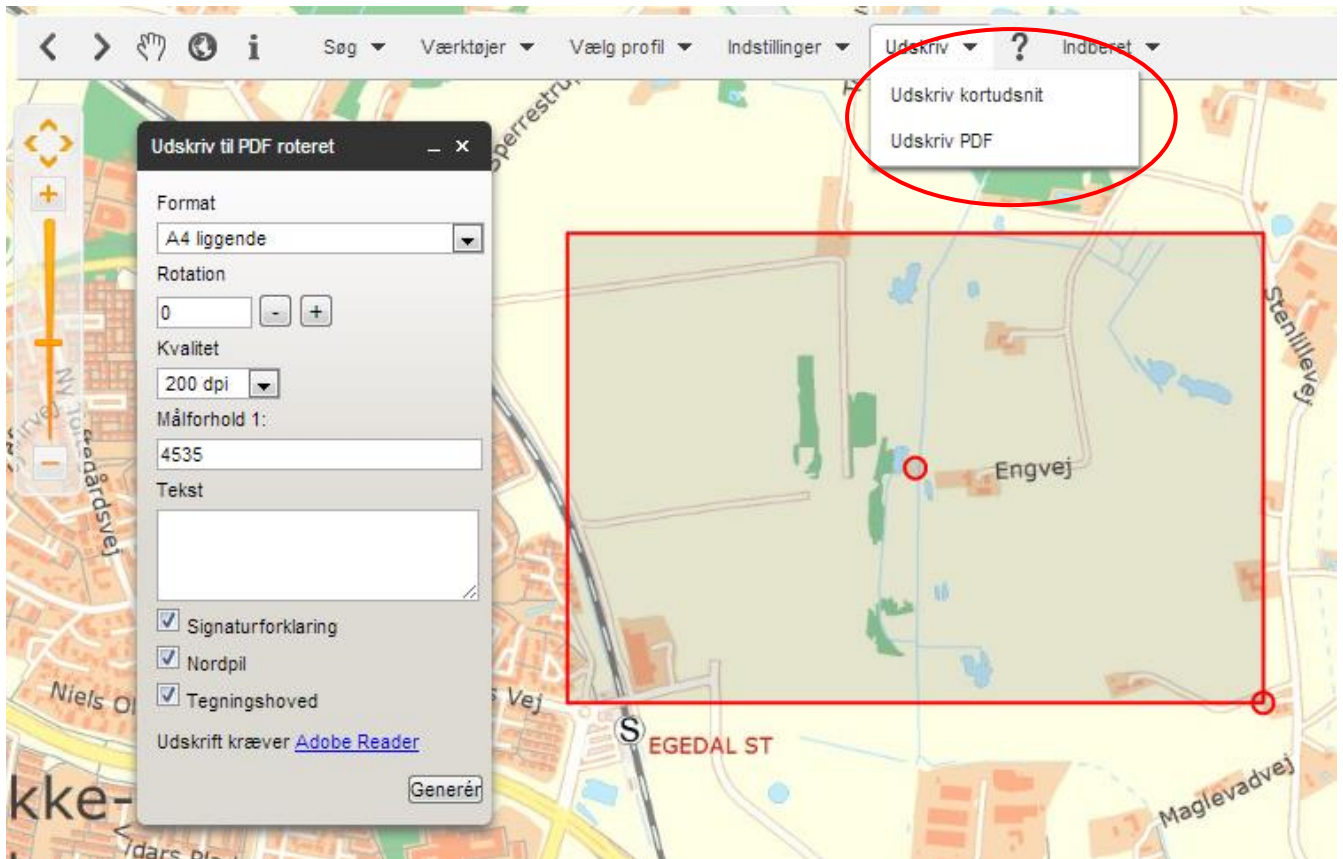 Søg
Værktøjer
Vælg profil
Indstillinger
Udskriv
?
Indberet
Udskriv kortudsnit
Udskriv PDF
Udskriv til PDF roteret
Format
A4 liggende
Rotation
0
- +
Kvalitet
200 dpi
Målforhold 1:
4535
Tekst
Signaturforklaring
Nordpil
Tegningshoved
Udskrift kræver Adobe Reader
Generér
Stenlillevej
Engvej
S
EGEDAL ST
Maglevadvej
Vej
Niels
kke-